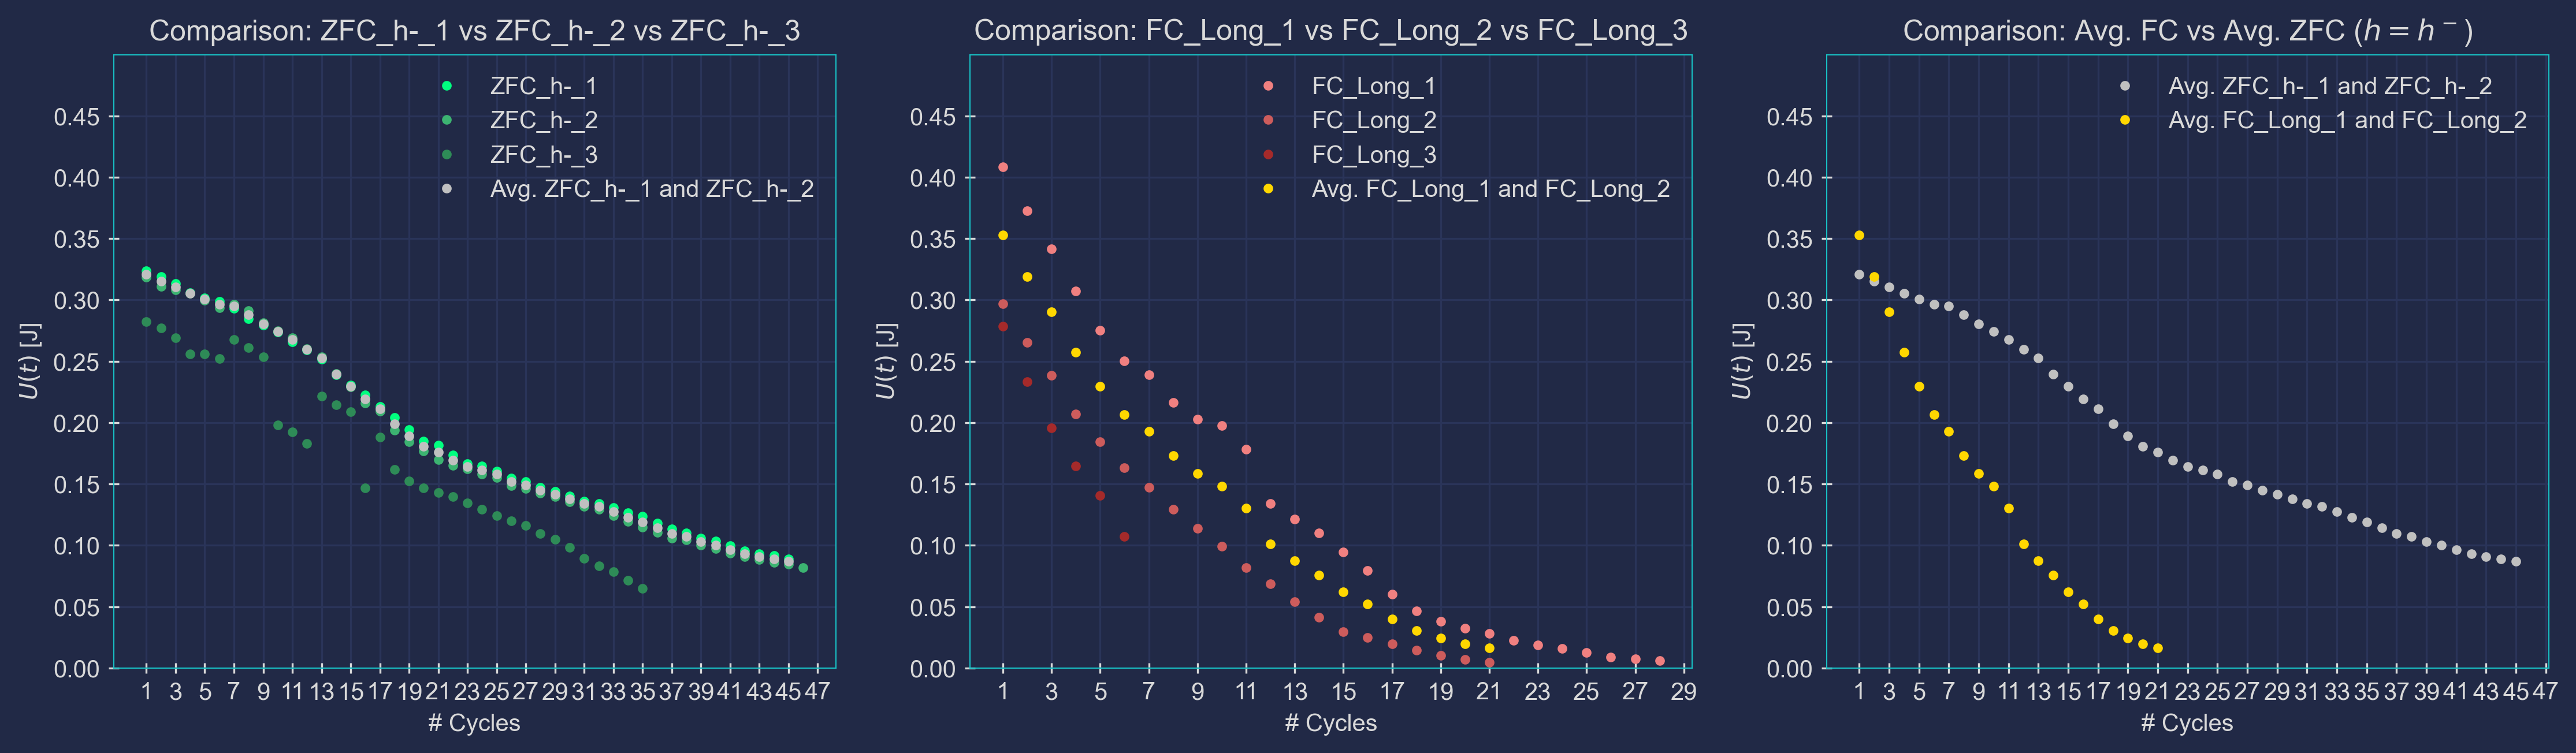 Comparison: ZFC_h-_1 vs ZFC_h-_2 vs ZFC_h-_3
ZFC_h-_1
ZFC_h-_2
ZFC_h-_3
Avg. ZFC_h-_1 and ZFC_h-_2
0.45
0.40
0.35
0.30
0.25
0.20
0.15
0.10
0.05
0.00
U(t) [J]
1 3 5 7 9 11 13 15 17 19 21 23 25 27 29 31 33 35 37 39 41 43 45 47
# Cycles
Comparison: FC_Long_1 vs FC_Long_2 vs FC_Long_3
FC_Long_1
FC_Long_2
FC_Long_3
Avg. FC_Long_1 and FC_Long_2
0.45
0.40
0.35
0.30
0.25
0.20
0.15
0.10
0.05
0.00
U(t) [J]
1 3 5 7 9 11 13 15 17 19 21 23 25 27 29
# Cycles
Comparison: Avg. FC vs Avg. ZFC (h = h⁻)
Avg. ZFC_h-_1 and ZFC_h-_2
Avg. FC_Long_1 and FC_Long_2
0.45
0.40
0.35
0.30
0.25
0.20
0.15
0.10
0.05
0.00
U(t) [J]
1 3 5 7 9 11 13 15 17 19 21 23 25 27 29 31 33 35 37 39 41 43 45 47
# Cycles